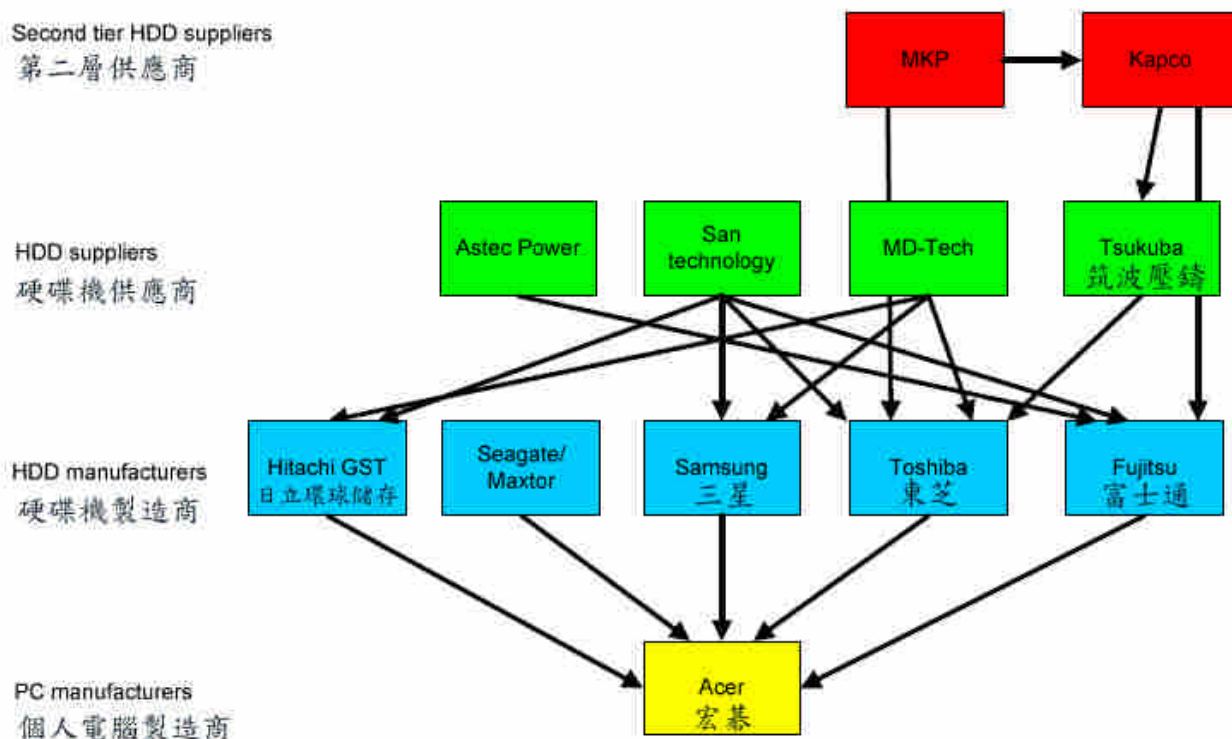 Second tier HDD suppliers
第二層供應商
MKP
Kapco
HDD suppliers
硬碟機供應商
Astec Power
San
technology
MD-Tech
Tsukuba
筑波壓鑄
HDD manufacturers
硬碟機製造商
Hitachi GST
日立環球儲存
Seagate/
Maxtor
Samsung
三星
Toshiba
東芝
Fujitsu
富士通
PC manufacturers
個人電腦製造商
Acer
宏碁